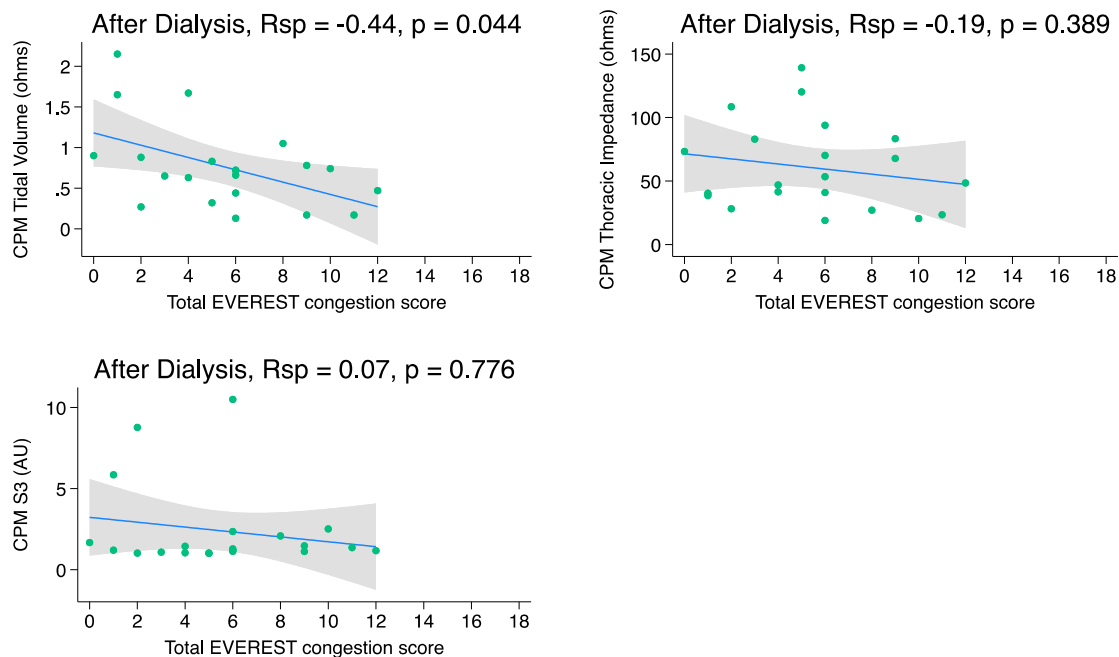 After Dialysis, Rsp = -0.44, p = 0.044
CPM Tidal Volume (ohms)
2
1.5
1
.5
0
0 2 4 6 8 10 12 14 16 18
Total EVEREST congestion score
After Dialysis, Rsp = -0.19, p = 0.389
CPM Thoracic Impedance (ohms)
150
100
50
0
0 2 4 6 8 10 12 14 16 18
Total EVEREST congestion score
After Dialysis, Rsp = 0.07, p = 0.776
CPM S3 (AU)
10
5
0
0 2 4 6 8 10 12 14 16 18
Total EVEREST congestion score